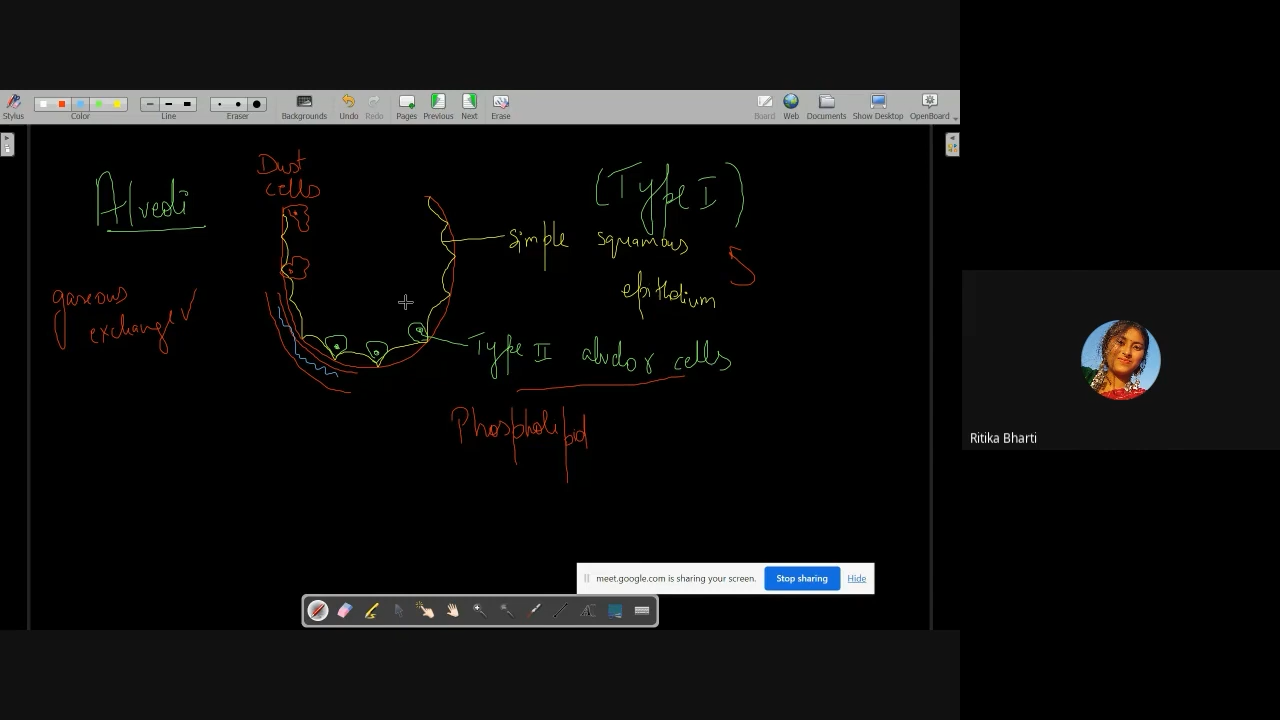 Stylus
Color
Line
Eraser
Backgrounds
Undo
Redo
Pages
Previous
Next
Erase
Board
Web
Documents
Show Desktop
OpenBoard
Dust
cells
(Type I)
Alveoli
simple squamous
epithelium
gaseous
exchange ✓
Type II alveolar cells
Phospholipid
meet.google.com is sharing your screen.
Stop sharing
Hide
Ritika Bharti